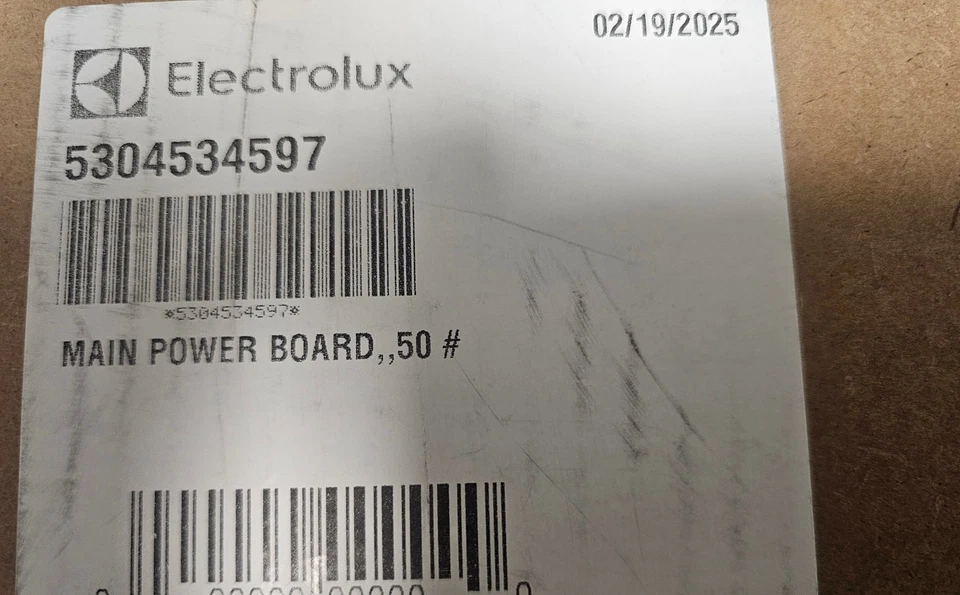 02/19/2025
Electrolux
5304534597
*5304534597*
MAIN POWER BOARD,,50 #